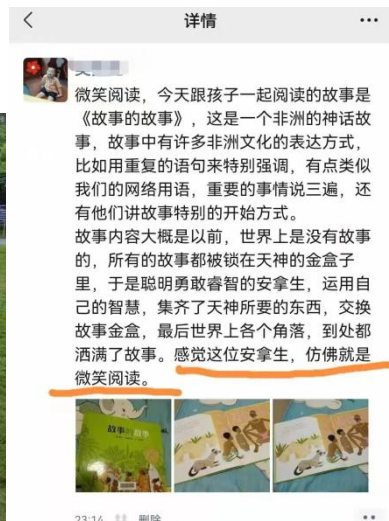 详情
微笑阅读，今天跟孩子一起阅读的故事是
《故事的故事》，这是一个非洲的神话故
事，故事中有许多非洲文化的表达方式，
比如用重复的语句来特别强调，有点类似
我们的网络用语，重要的事情说三遍，还
有他们讲故事特别的开始方式。
故事内容大概是以前，世界上是没有故事
的，所有的故事都被锁在天神的金盒子
里，于是聪明勇敢睿智的安拿生，运用自
己的智慧，集齐了天神所要的东西，交换
故事金盒，最后世界上各个角落，到处都
洒满了故事。感觉这位安拿生，仿佛就是
微笑阅读。
故事的故事
23:14 删除